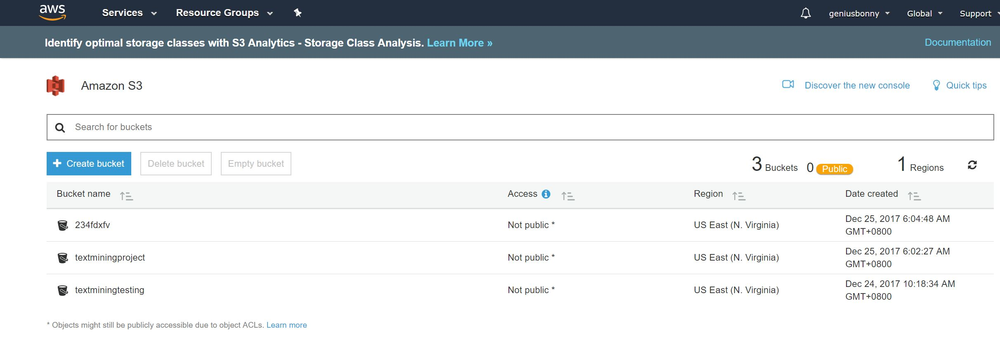 aws Services Resource Groups geniusbonny Global Support
Identify optimal storage classes with S3 Analytics - Storage Class Analysis. Learn More » Documentation
Amazon S3 Discover the new console Quick tips
Search for buckets
Create bucket Delete bucket Empty bucket 3 Buckets 0 Public 1 Regions
Bucket name Access Region Date created
234fdxfv Not public * US East (N. Virginia) Dec 25, 2017 6:04:48 AM
GMT+0800
textminingproject Not public * US East (N. Virginia) Dec 25, 2017 6:02:27 AM
GMT+0800
textminingtesting Not public * US East (N. Virginia) Dec 24, 2017 10:18:34 AM
GMT+0800
* Objects might still be publicly accessible due to object ACLs. Learn more